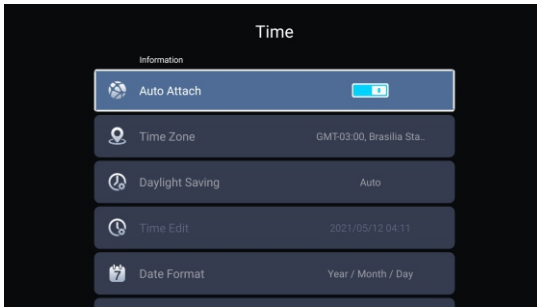 Time
Information
Auto Attach
Time Zone GMT-03:00, Brasilia Sta..
Daylight Saving Auto
Time Edit 2021/05/12 04:11
7 Date Format Year / Month / Day